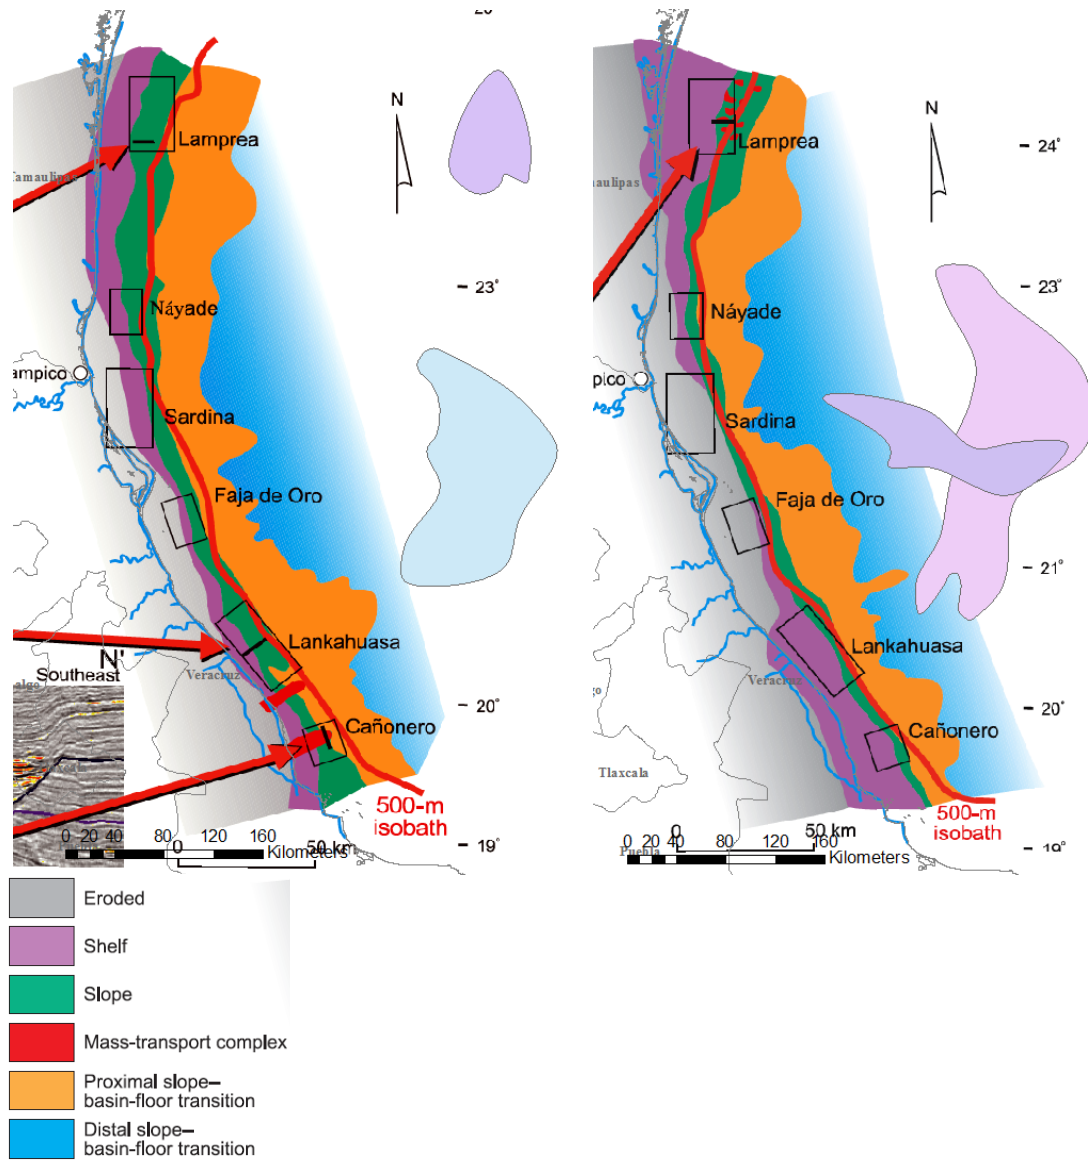 N
Lamprea
Tamaulipas
23°
Náyade
ampico
Sardina
Faja de Oro
Lankahuasa
N'
Southeast
algo
Veracruz
20°
Cañonero
500-m
isobath
19°
0 20 40 80 120 160
Kilometers
0 50 km
N
24°
Lamprea
aulipas
23°
Náyade
pico
Sardina
Faja de Oro
21°
Lankahuasa
Veracruz
go
20°
Cañonero
Tlaxcala
500-m
isobath
19°
0 50 km
0 20 40 80 120 160
Kilometers
Puebla
Eroded
Shelf
Slope
Mass-transport complex
Proximal slope–
basin-floor transition
Distal slope–
basin-floor transition